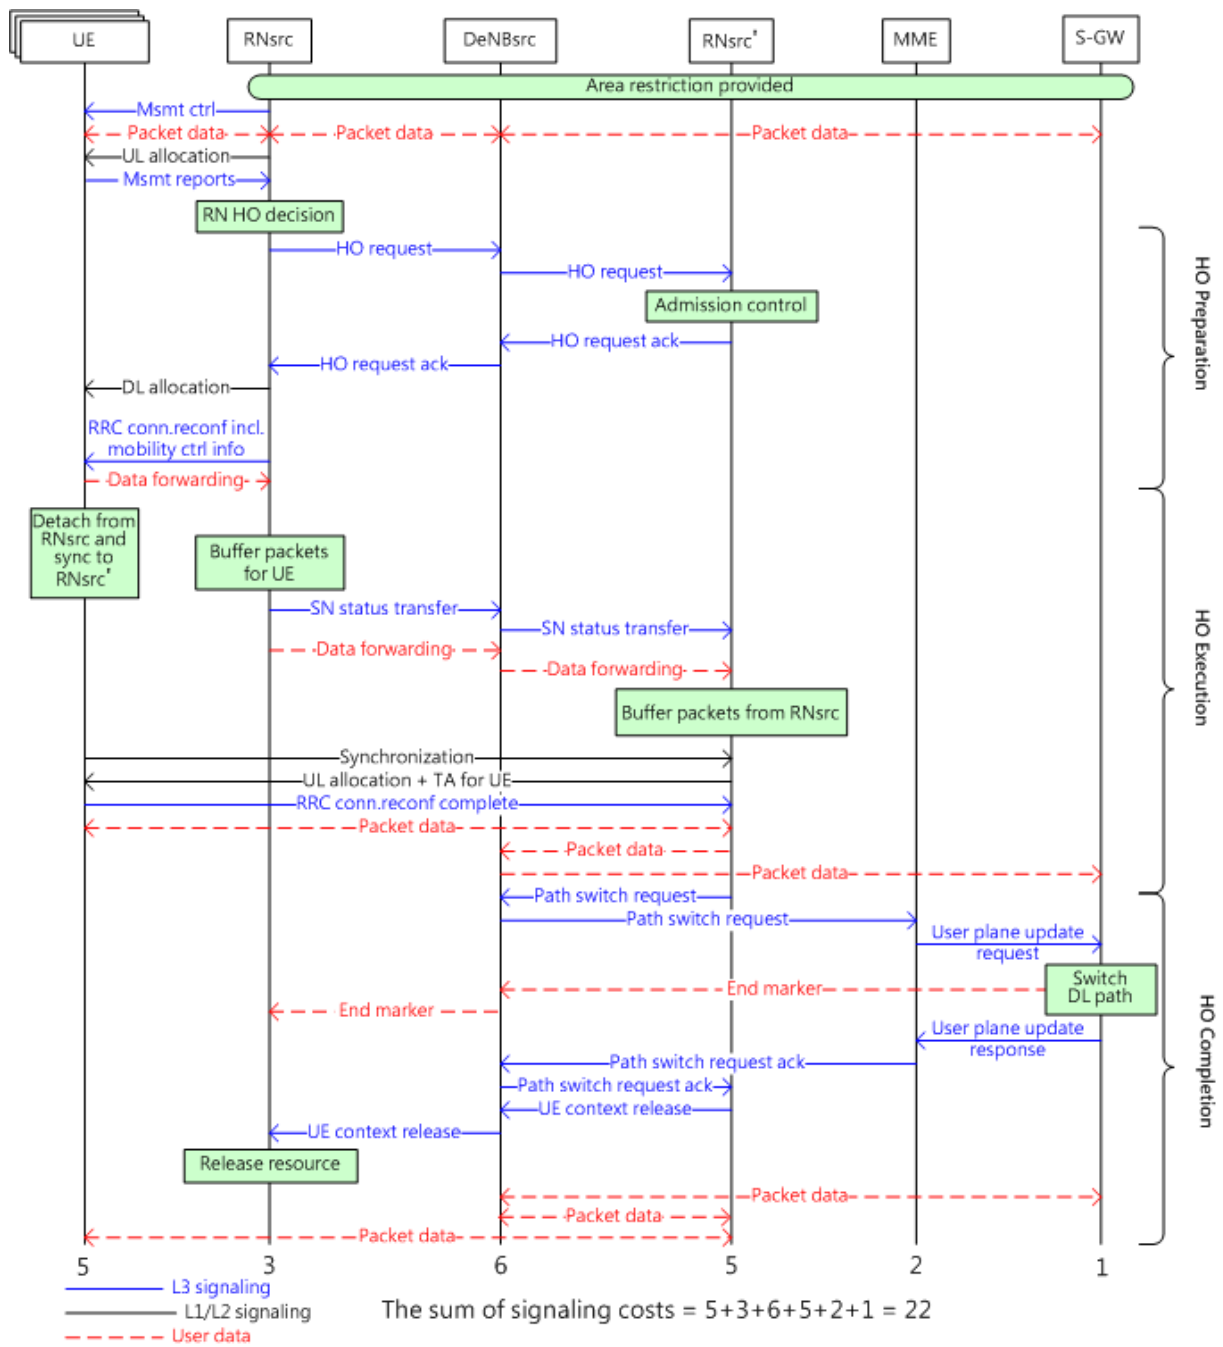 UE RNsrc DeNBsrc RNsrc' MME S-GW
Area restriction provided
Msmt ctrl
Packet data Packet data Packet data
UL allocation
Msmt reports
RN HO decision
HO request
HO request
Admission control
HO request ack
HO request ack
DL allocation
RRC conn.reconf incl.
mobility ctrl info
Data forwarding
HO Preparation
Detach from
RNsrc and
sync to
RNsrc'
Buffer packets
for UE
SN status transfer
SN status transfer
Data forwarding
Data forwarding
Buffer packets from RNsrc
Synchronization
UL allocation + TA for UE
RRC conn.reconf complete
Packet data
Packet data
Packet data
HO Execution
Path switch request
Path switch request
User plane update
request
Switch
DL path
End marker
End marker
User plane update
response
Path switch request ack
Path switch request ack
UE context release
UE context release
Release resource
Packet data
Packet data
Packet data
HO Completion
5 3 6 5 2 1
L3 signaling
L1/L2 signaling
User data
The sum of signaling costs = 5+3+6+5+2+1 = 22